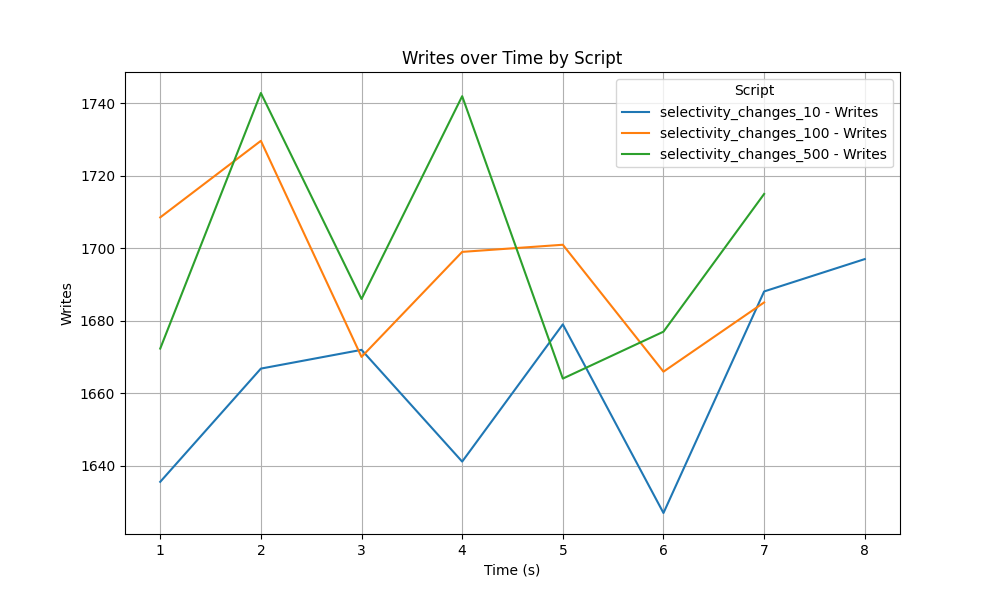 Writes over Time by Script
Script
selectivity_changes_10 - Writes
selectivity_changes_100 - Writes
selectivity_changes_500 - Writes
Writes
1740
1720
1700
1680
1660
1640
1 2 3 4 5 6 7 8
Time (s)